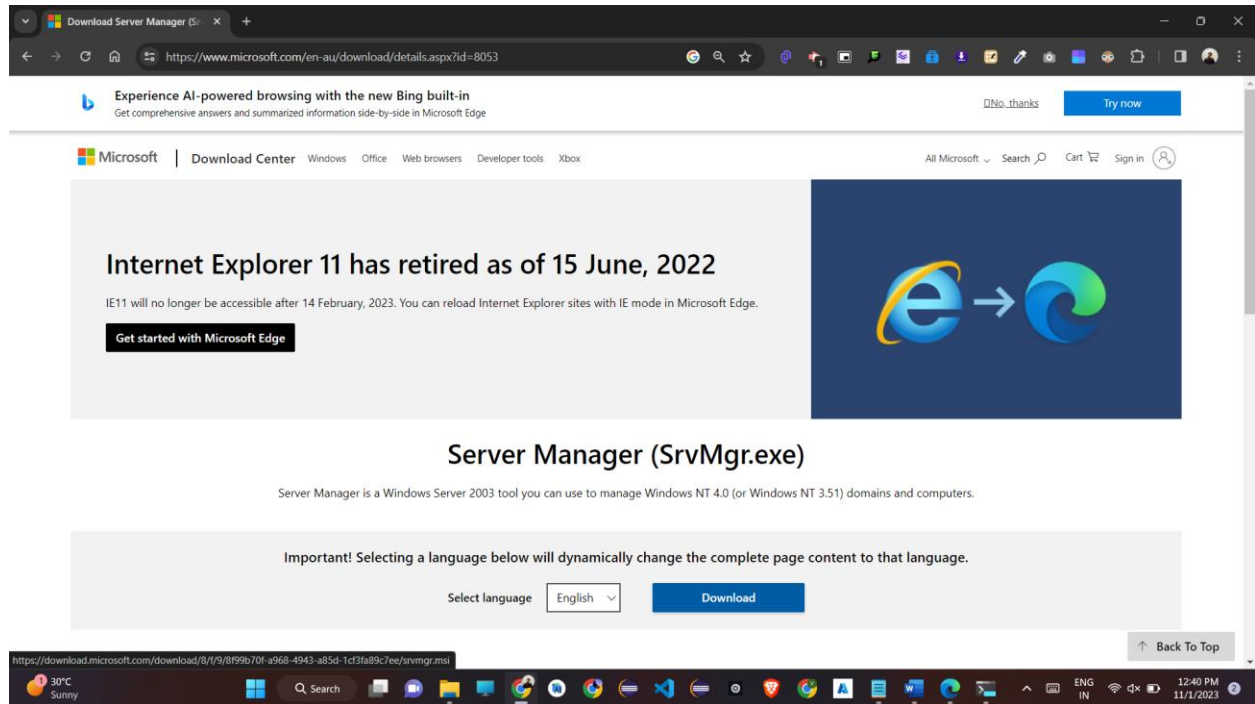 Download Server Manager (Sr
https://www.microsoft.com/en-au/download/details.aspx?id=8053
Experience AI-powered browsing with the new Bing built-in
Get comprehensive answers and summarized information side-by-side in Microsoft Edge
No, thanks
Try now
Microsoft | Download Center Windows Office Web browsers Developer tools Xbox
All Microsoft Search Cart Sign in
Internet Explorer 11 has retired as of 15 June, 2022
IE11 will no longer be accessible after 14 February, 2023. You can reload Internet Explorer sites with IE mode in Microsoft Edge.
Get started with Microsoft Edge
Server Manager (SrvMgr.exe)
Server Manager is a Windows Server 2003 tool you can use to manage Windows NT 4.0 (or Windows NT 3.51) domains and computers.
Important! Selecting a language below will dynamically change the complete page content to that language.
Select language English Download
Back To Top
https://download.microsoft.com/download/8/f/9/8f99b70f-a968-4943-a85d-1cf3fa89c7ee/srvmgr.msi
30°C
Sunny
Search
ENG
IN
12:40 PM
11/1/2023
2